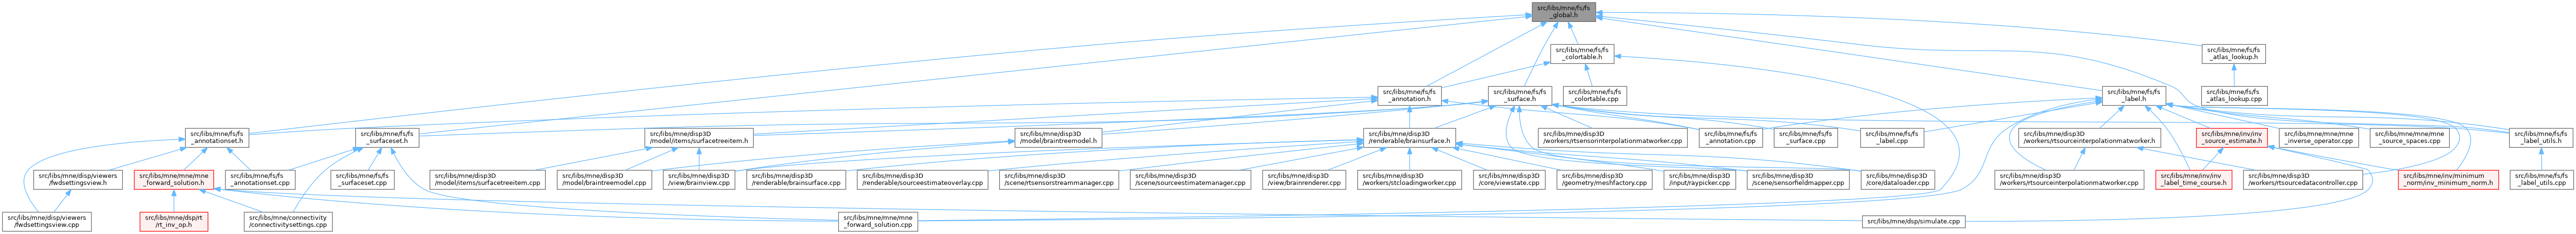 src/libs/mne/fs/fs
_global.h
src/libs/mne/fs/fs
_colortable.h
src/libs/mne/fs/fs
_atlas_lookup.h
src/libs/mne/fs/fs
_annotation.h
src/libs/mne/fs/fs
_surface.h
src/libs/mne/fs/fs
_colortable.cpp
src/libs/mne/fs/fs
_label.h
src/libs/mne/fs/fs
_atlas_lookup.cpp
src/libs/mne/fs/fs
_annotationset.h
src/libs/mne/fs/fs
_surfaceset.h
src/libs/mne/disp3D
/model/items/surfacetreeitem.h
src/libs/mne/disp3D
/model/braintreemodel.h
src/libs/mne/disp3D
/renderable/brainsurface.h
src/libs/mne/disp3D
/workers/rtsensorinterpolationmatworker.cpp
src/libs/mne/fs/fs
_annotation.cpp
src/libs/mne/fs/fs
_surface.cpp
src/libs/mne/fs/fs
_label.cpp
src/libs/mne/disp3D
/workers/rtsourceinterpolationmatworker.h
src/libs/mne/inv/inv
_source_estimate.h
src/libs/mne/mne/mne
_inverse_operator.cpp
src/libs/mne/mne/mne
_source_spaces.cpp
src/libs/mne/fs/fs
_label_utils.h
src/libs/mne/disp/viewers
/fwdsettingsview.h
src/libs/mne/mne/mne
_forward_solution.h
src/libs/mne/fs/fs
_annotationset.cpp
src/libs/mne/fs/fs
_surfaceset.cpp
src/libs/mne/disp3D
/model/items/surfacetreeitem.cpp
src/libs/mne/disp3D
/model/braintreemodel.cpp
src/libs/mne/disp3D
/view/brainview.cpp
src/libs/mne/disp3D
/renderable/brainsurface.cpp
src/libs/mne/disp3D
/renderable/sourceestimateoverlay.cpp
src/libs/mne/disp3D
/scene/rtsensorstreammanager.cpp
src/libs/mne/disp3D
/scene/sourceestimatemanager.cpp
src/libs/mne/disp3D
/view/brainrenderer.cpp
src/libs/mne/disp3D
/workers/stcloadingworker.cpp
src/libs/mne/disp3D
/core/viewstate.cpp
src/libs/mne/disp3D
/geometry/meshfactory.cpp
src/libs/mne/disp3D
/input/raypicker.cpp
src/libs/mne/disp3D
/scene/sensorfieldmapper.cpp
src/libs/mne/disp3D
/core/dataloader.cpp
src/libs/mne/disp3D
/workers/rtsourceinterpolationmatworker.cpp
src/libs/mne/inv/inv
_label_time_course.h
src/libs/mne/disp3D
/workers/rtsourcedatacontroller.cpp
src/libs/mne/inv/minimum
_norm/inv_minimum_norm.h
src/libs/mne/fs/fs
_label_utils.cpp
src/libs/mne/disp/viewers
/fwdsettingsview.cpp
src/libs/mne/dsp/rt
/rt_inv_op.h
src/libs/mne/connectivity
/connectivitysettings.cpp
src/libs/mne/mne/mne
_forward_solution.cpp
src/libs/mne/dsp/simulate.cpp